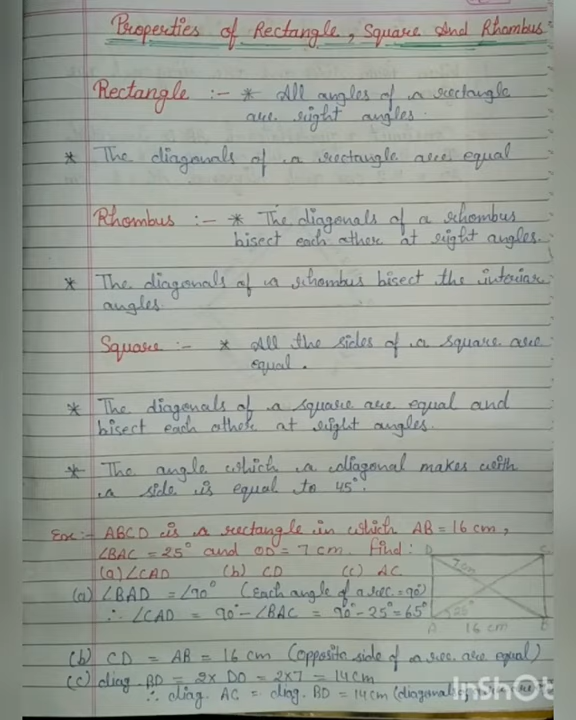 Properties of Rectangle, Square And Rhombus
Rectangle :- * All angles of a rectangle
are right angles.
* The diagonals of a rectangle are equal
Rhombus :- * The diagonals of a rhombus
bisect each other at right angles.
* The diagonals of a rhombus bisect the interior
angles.
Square :- * All the sides of a square are
equal.
* The diagonals of a square are equal and
bisect each other at right angles.
* The angle which a diagonal makes with
a side is equal to 45°.
Ex:- ABCD is a rectangle in which AB = 16 cm,
∠BAC = 25° and OD = 7 cm. Find:
(a) ∠CAD (b) CD (c) AC
D C
7cm
25°
A 16 cm B
(a) ∠BAD = ∠90° (Each angle of a rec. = 90°)
∴ ∠CAD = 90° - ∠BAC = 90° - 25° = 65°
(b) CD = AB = 16 cm (opposite side of a rec. are equal)
(c) diag. BD = 2 x DO = 2x7 = 14cm
∴ diag. AC = diag. BD = 14cm (diagonal of
InShOt